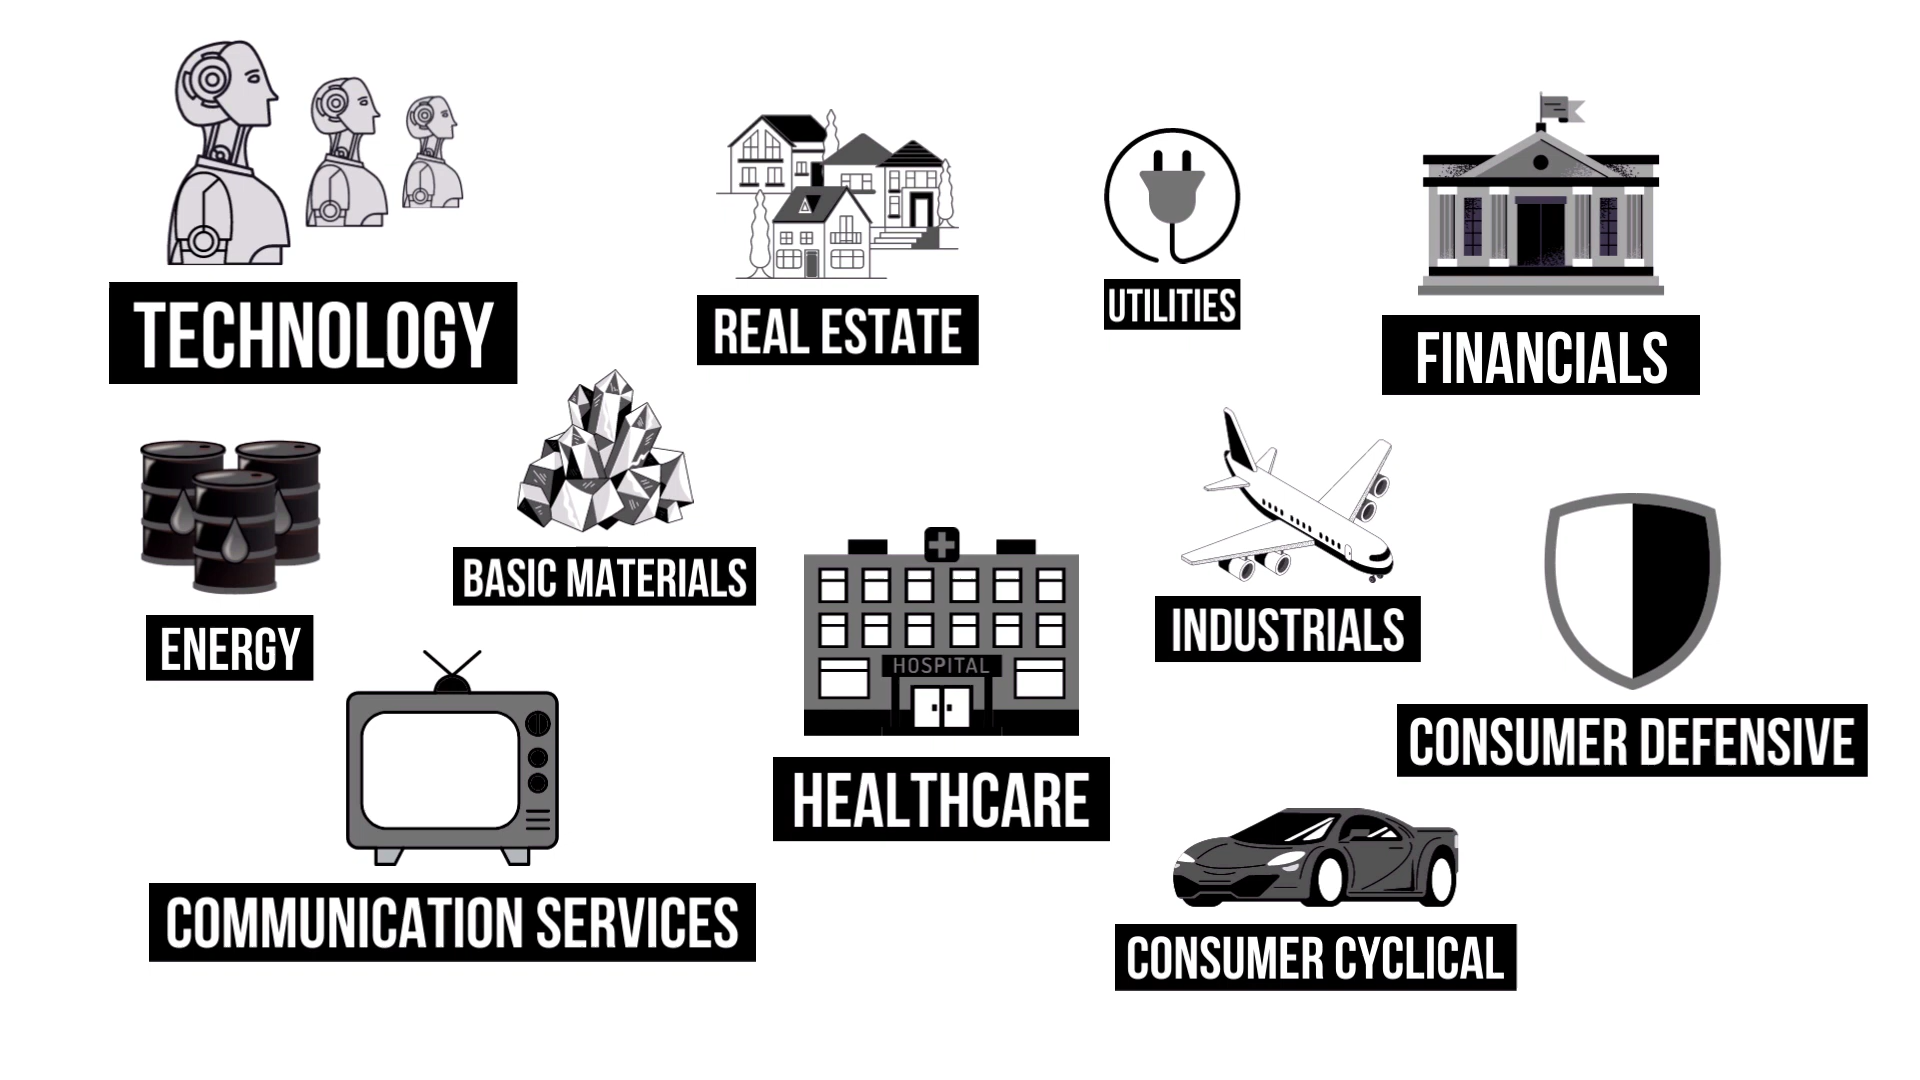 TECHNOLOGY
REAL ESTATE
UTILITIES
FINANCIALS
ENERGY
BASIC MATERIALS
HOSPITAL
HEALTHCARE
INDUSTRIALS
CONSUMER DEFENSIVE
COMMUNICATION SERVICES
CONSUMER CYCLICAL